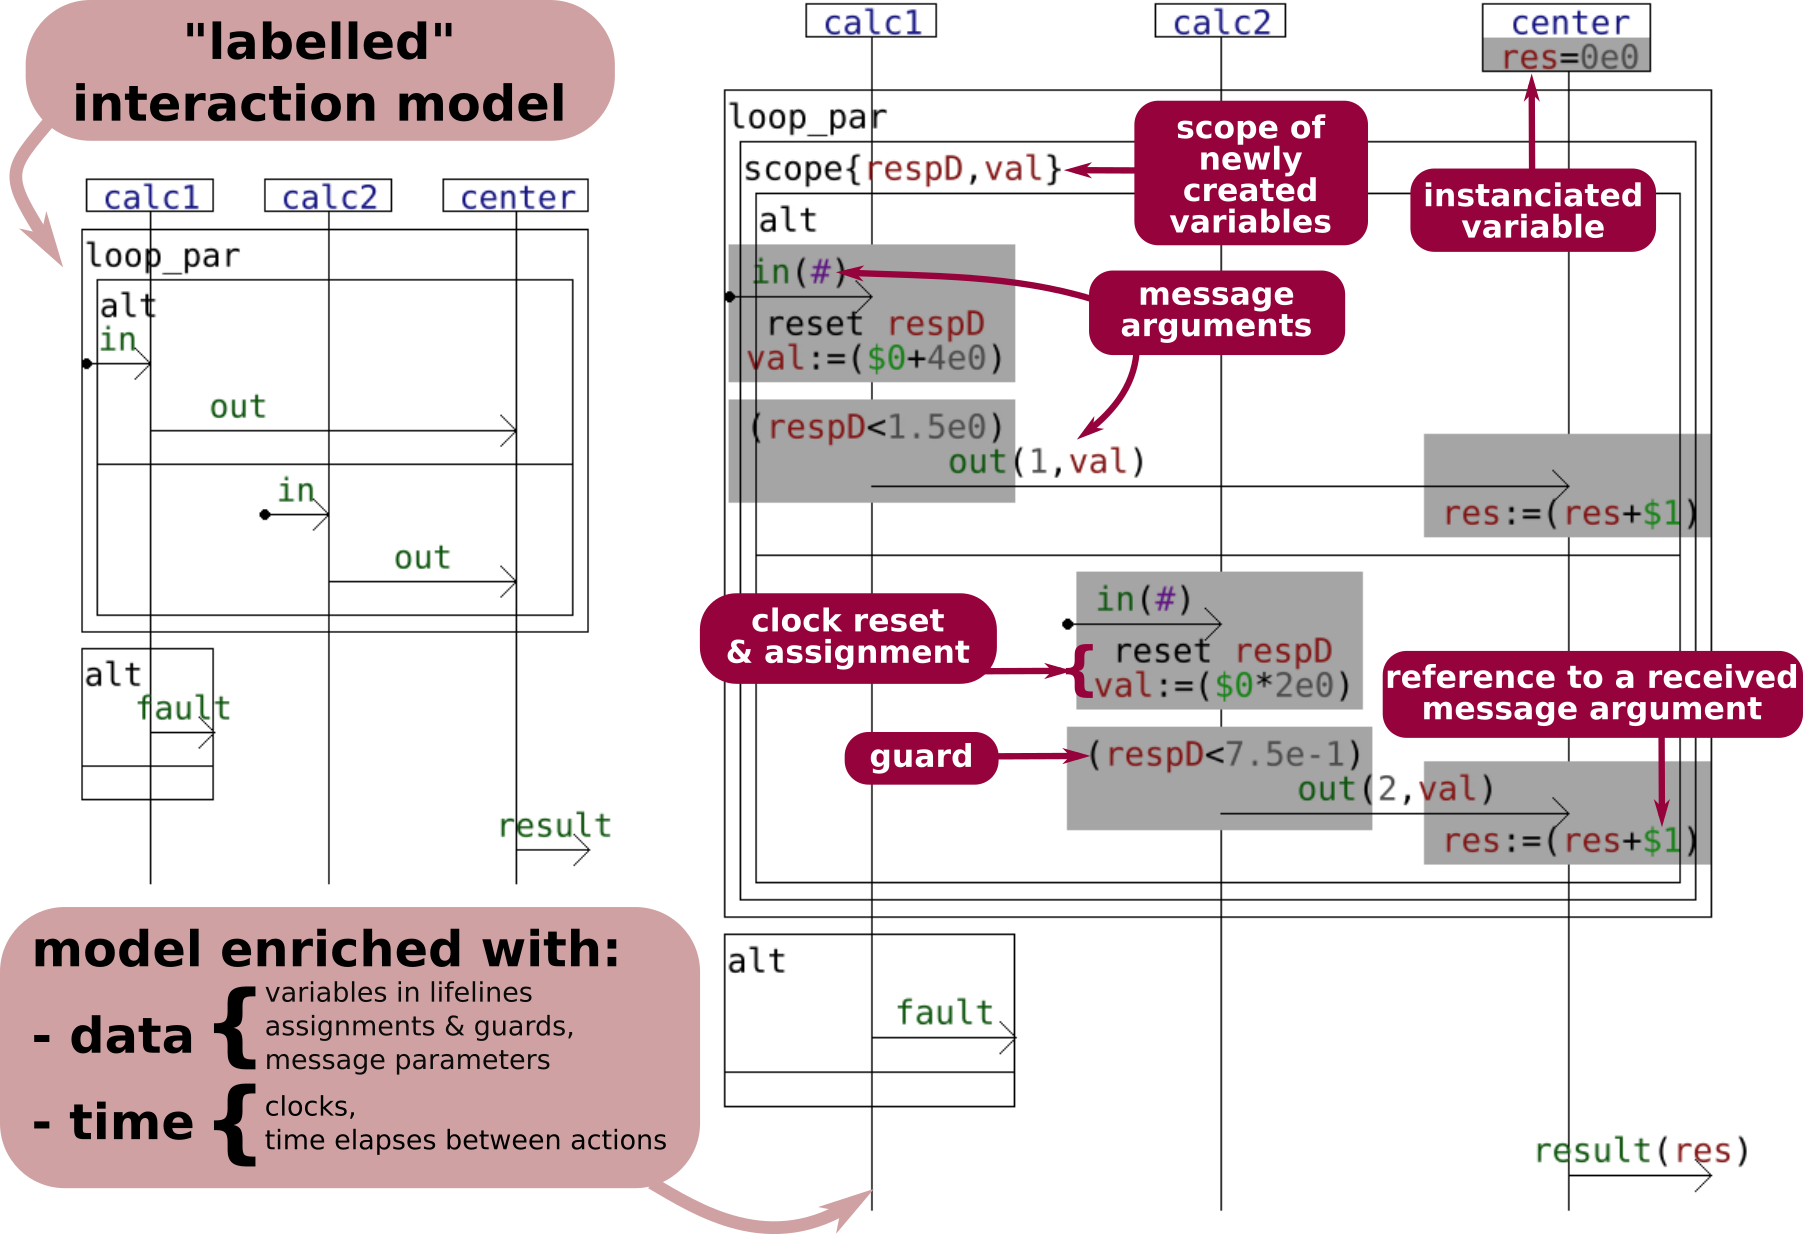 "labelled"
interaction model
calc1
calc2
center
loop_par
alt
in
out
in
out
alt
fault
result
model enriched with:
- data {
variables in lifelines
assignments & guards,
message parameters
- time {
clocks,
time elapses between actions
calc1
calc2
center
res=0e0
loop_par
scope{respD,val}
scope of
newly
created
variables
instanciated
variable
alt
in(#)
reset respD
val:=($0+4e0)
message
arguments
(respD<1.5e0)
out(1,val)
res:=(res+$1)
in(#)
reset respD
val:=($0*2e0)
clock reset
& assignment
{
reference to a received
message argument
guard
(respD<7.5e-1)
out(2,val)
res:=(res+$1)
alt
fault
result(res)